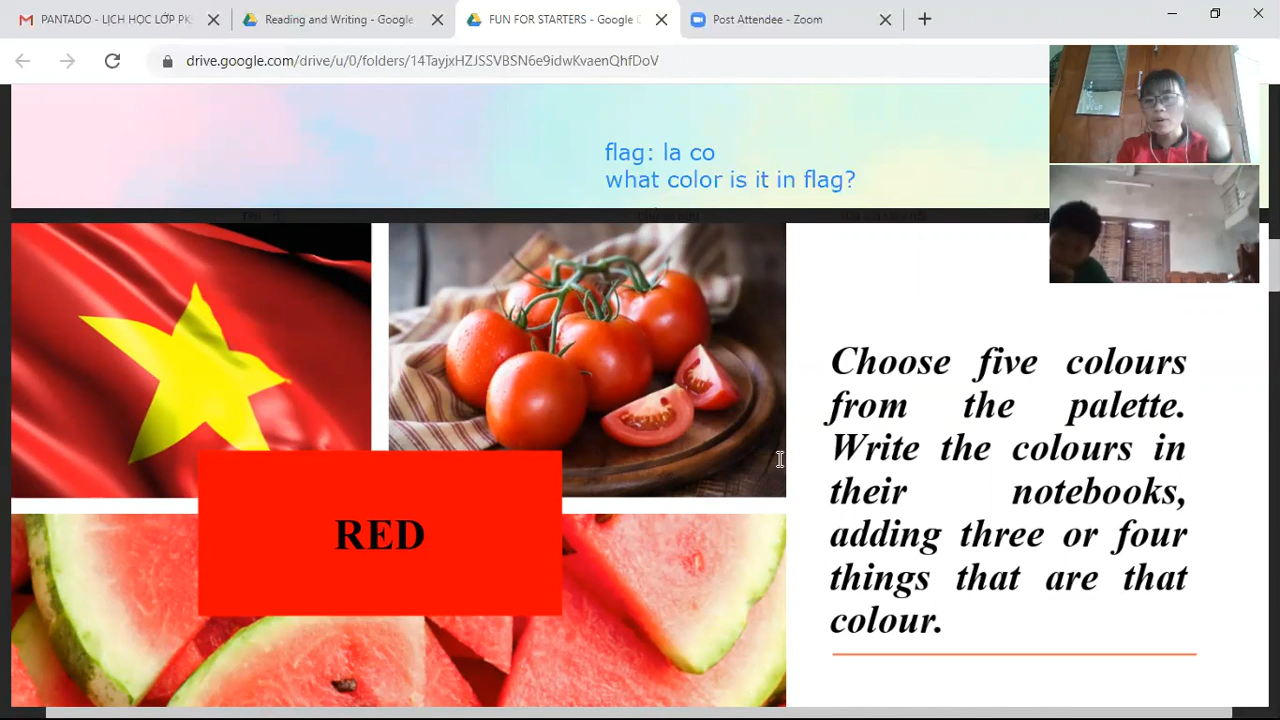 PANTADO - LỊCH HỌC LỚP PK
Reading and Writing - Google
FUN FOR STARTERS - Google
Post Attendee - Zoom
drive.google.com/drive/u/0/folders/14TayjxHZJSSVBSN6e9idwKvaenQhfDoV
flag: la co
what color is it in flag?
RED
Choose five colours
from the palette.
Write the colours in
their notebooks,
adding three or four
things that are that
colour.